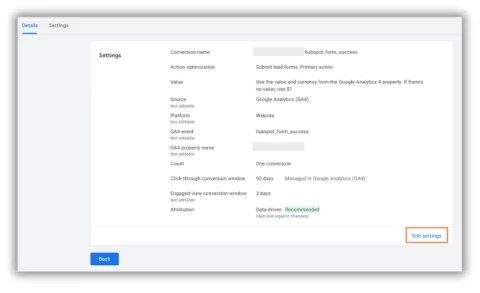 Details Settings
Settings
Conversion name hubspot_form_success
Action optimization Submit lead forms, Primary action
Value Use the value and currency from the Google Analytics 4 property. If there's
no value, use $1.
Source Google Analytics (GA4)
Not editable
Platform Website
Not editable
GA4 event hubspot_form_success
Not editable
GA4 property name
Not editable
Count One conversion
Click-through conversion window 90 days Managed in Google Analytics (GA4)
Engaged-view conversion window 3 days
Not editable
Attribution Data-driven Recommended
Paid and organic channels
Edit settings
Back